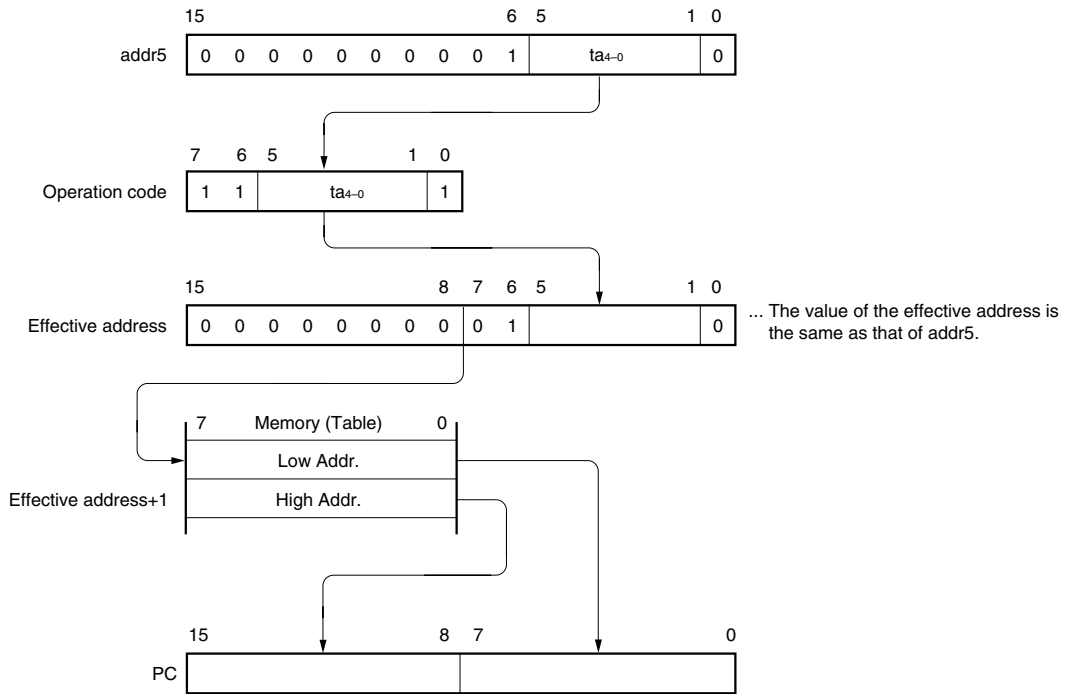 15 6 5 1 0
addr5 0 0 0 0 0 0 0 0 0 1 ta4–0 0
7 6 5 1 0
Operation code 1 1 ta4–0 1
15 8 7 6 5 1 0
Effective address 0 0 0 0 0 0 0 0 0 1 0 ... The value of the effective address is
the same as that of addr5.
7 Memory (Table) 0
Low Addr.
Effective address+1 High Addr.
15 8 7 0
PC